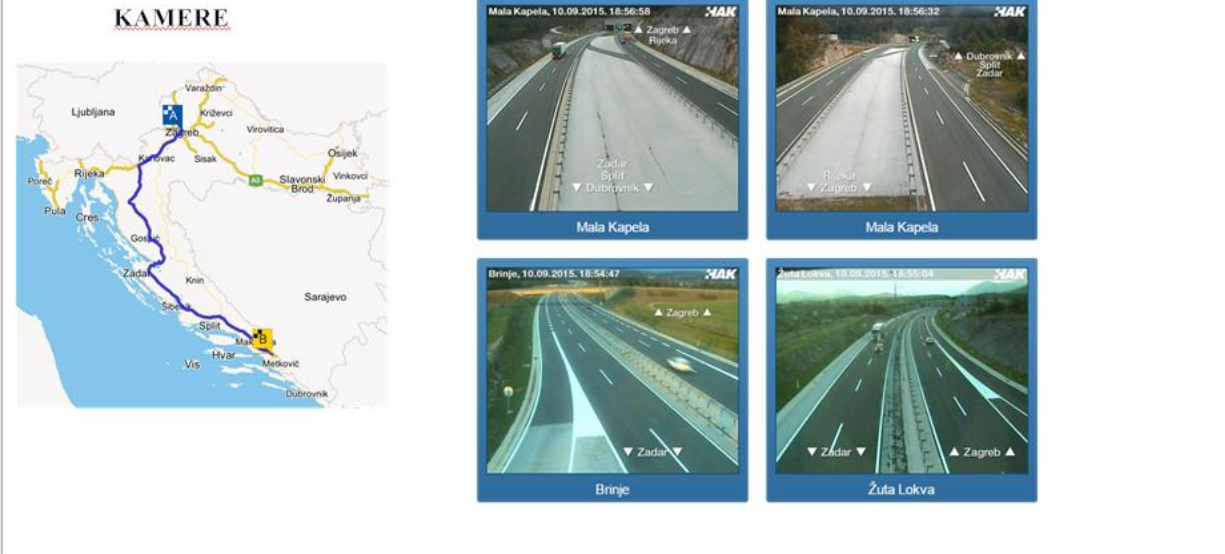 KAMERE
Varaždin
Ljubljana
A
Križevci
Zagreb
Virovitica
Karlovac
Sisak
Osijek
Rijeka
Poreč
A3
Slavonski
Brod
Vinkovci
Županja
Pula
Cres
Gospić
Zadar
Knin
Šibenik
Sarajevo
Split
B
Hvar
Vis
Metković
Dubrovnik
Mala Kapela, 10.09.2015. 18:56:58
HAK
▲ Zagreb ▲
Rijeka
Zadar
Split
▼ Dubrovnik ▼
Mala Kapela
Mala Kapela, 10.09.2015. 18:56:32
HAK
▲ Dubrovnik ▲
Split
Zadar
Rijeka
▼ Zagreb ▼
Mala Kapela
Brinje, 10.09.2015. 18:54:47
HAK
▲ Zagreb ▲
▼ Zadar ▼
Brinje
Žuta Lokva, 10.09.2015. 18:55:04
HAK
▼ Zadar ▼
▲ Zagreb ▲
Žuta Lokva